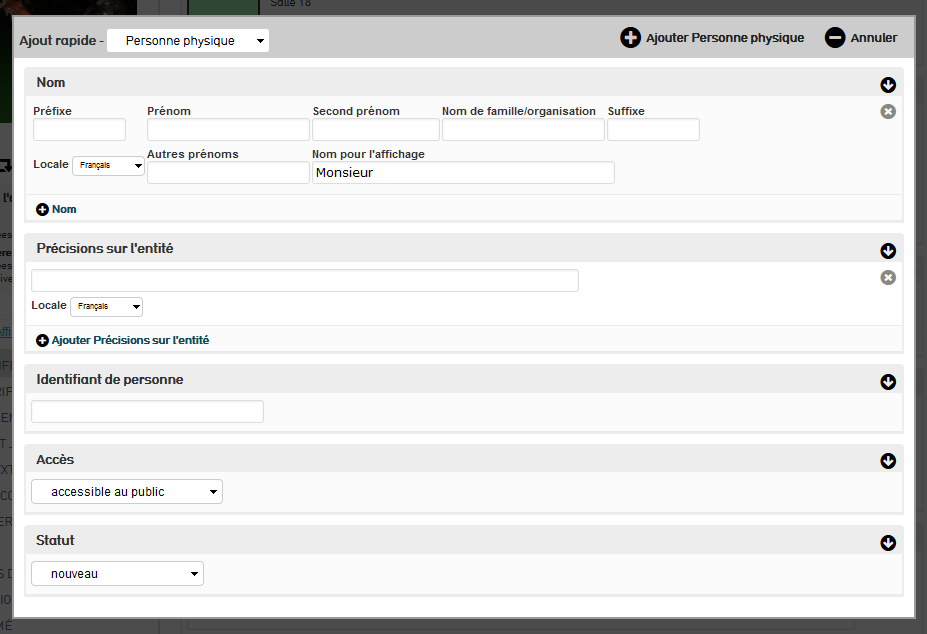 Salle 18
Ajout rapide - Personne physique
Ajouter Personne physique
Annuler
Nom
Préfixe Prénom Second prénom Nom de famille/organisation Suffixe
Locale Français Autres prénoms Nom pour l'affichage
Monsieur
Nom
Précisions sur l'entité
Locale Français
Ajouter Précisions sur l'entité
Identifiant de personne
Accès
accessible au public
Statut
nouveau